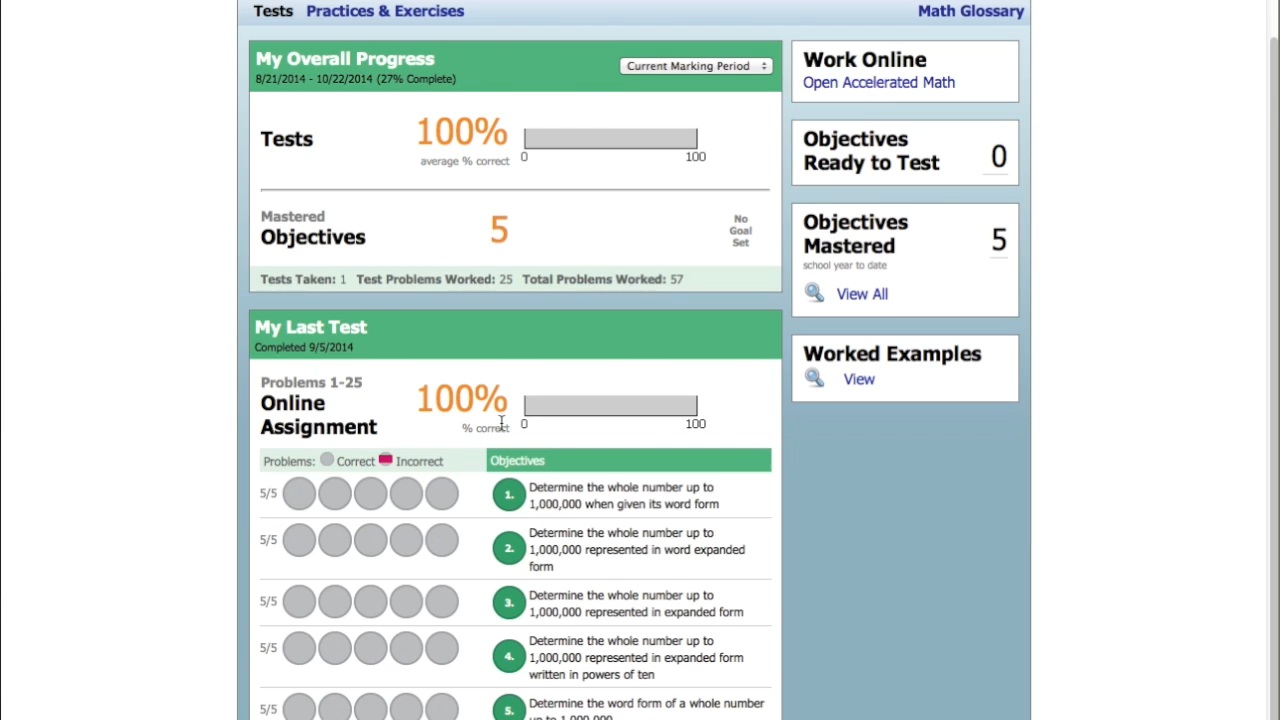 Tests Practices & Exercises Math Glossary
My Overall Progress
8/21/2014 - 10/22/2014 (27% Complete)
Current Marking Period
Tests
100%
average % correct
0 100
Mastered
Objectives
5
No
Goal
Set
Tests Taken: 1 Test Problems Worked: 25 Total Problems Worked: 57
My Last Test
Completed 9/5/2014
Problems 1-25
Online
Assignment
100%
% correct
0 100
Problems: Correct Incorrect
Objectives
5/5
1. Determine the whole number up to
1,000,000 when given its word form
5/5
2. Determine the whole number up to
1,000,000 represented in word expanded
form
5/5
3. Determine the whole number up to
1,000,000 represented in expanded form
5/5
4. Determine the whole number up to
1,000,000 represented in expanded form
written in powers of ten
5/5
5. Determine the word form of a whole number
up to 1,000,000
Work Online
Open Accelerated Math
Objectives
Ready to Test
0
Objectives
Mastered
school year to date
5
View All
Worked Examples
View